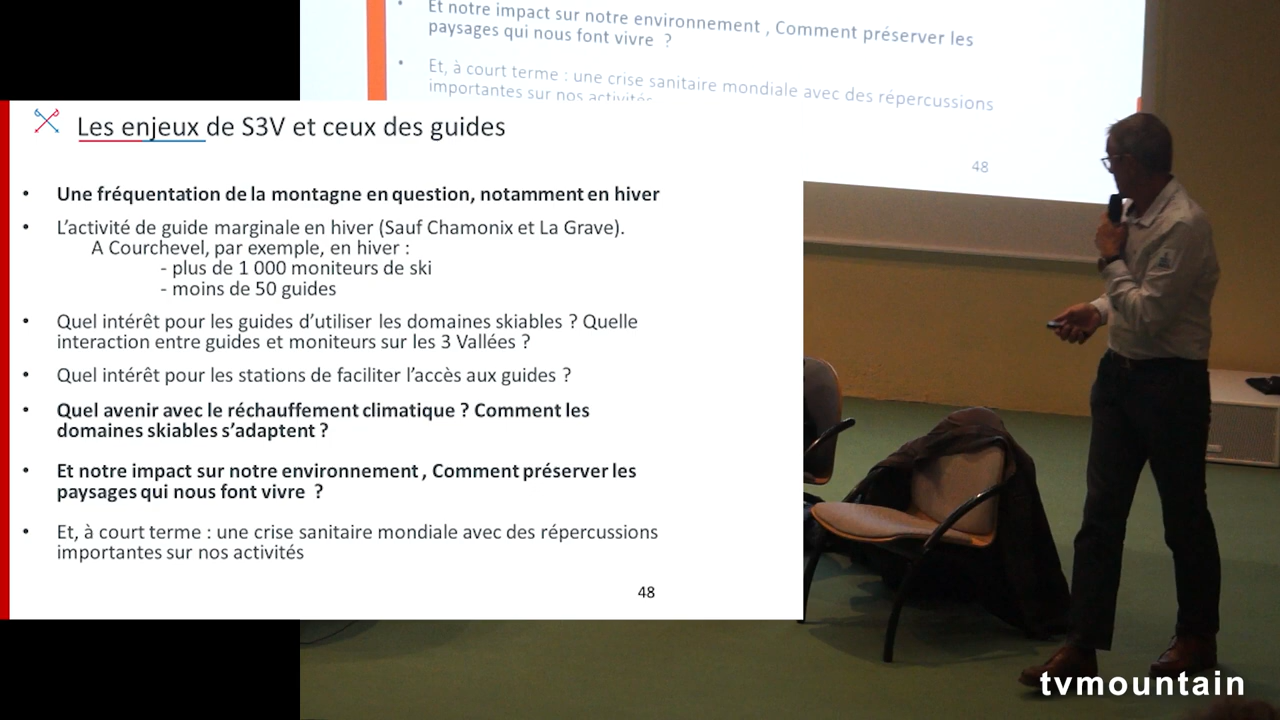 Et notre impact sur notre environnement , Comment préserver les
paysages qui nous font vivre ?
Et, à court terme : une crise sanitaire mondiale avec des répercussions
importantes sur nos activités
48
Les enjeux de S3V et ceux des guides
• Une fréquentation de la montagne en question, notamment en hiver
• L'activité de guide marginale en hiver (Sauf Chamonix et La Grave).
A Courchevel, par exemple, en hiver :
- plus de 1 000 moniteurs de ski
- moins de 50 guides
• Quel intérêt pour les guides d'utiliser les domaines skiables ? Quelle
interaction entre guides et moniteurs sur les 3 Vallées ?
• Quel intérêt pour les stations de faciliter l'accès aux guides ?
• Quel avenir avec le réchauffement climatique ? Comment les
domaines skiables s'adaptent ?
• Et notre impact sur notre environnement , Comment préserver les
paysages qui nous font vivre ?
• Et, à court terme : une crise sanitaire mondiale avec des répercussions
importantes sur nos activités
48
tvmountain